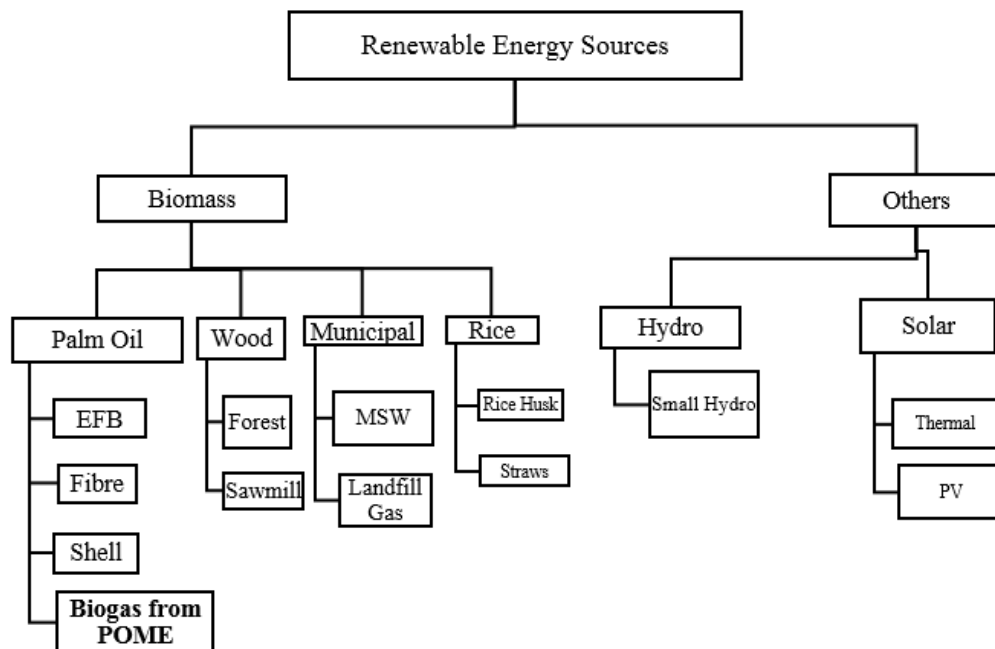 Renewable Energy Sources
Biomass
Others
Palm Oil
Wood
Municipal
Rice
Hydro
Solar
EFB
Fibre
Shell
Biogas from
POME
Forest
Sawmill
MSW
Landfill
Gas
Rice Husk
Straws
Small Hydro
Thermal
PV